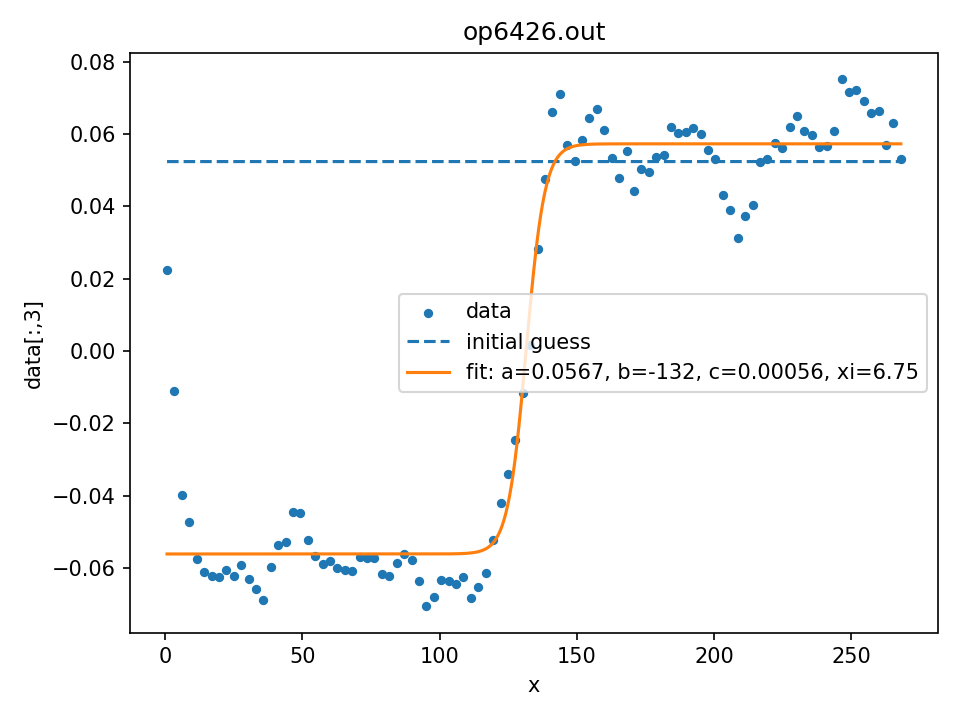 op6426.out
0.08
0.06
0.04
0.02
0.00
−0.02
−0.04
−0.06
data[:,3]
data
initial guess
fit: a=0.0567, b=-132, c=0.00056, xi=6.75
0 50 100 150 200 250
x